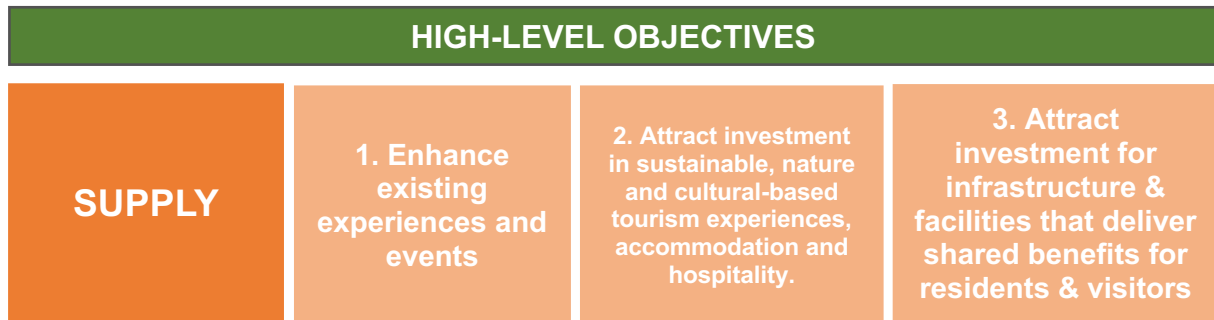 HIGH-LEVEL OBJECTIVES
SUPPLY
1. Enhance
existing
experiences and
events
2. Attract investment
in sustainable, nature
and cultural-based
tourism experiences,
accommodation and
hospitality.
3. Attract
investment for
infrastructure &
facilities that deliver
shared benefits for
residents & visitors